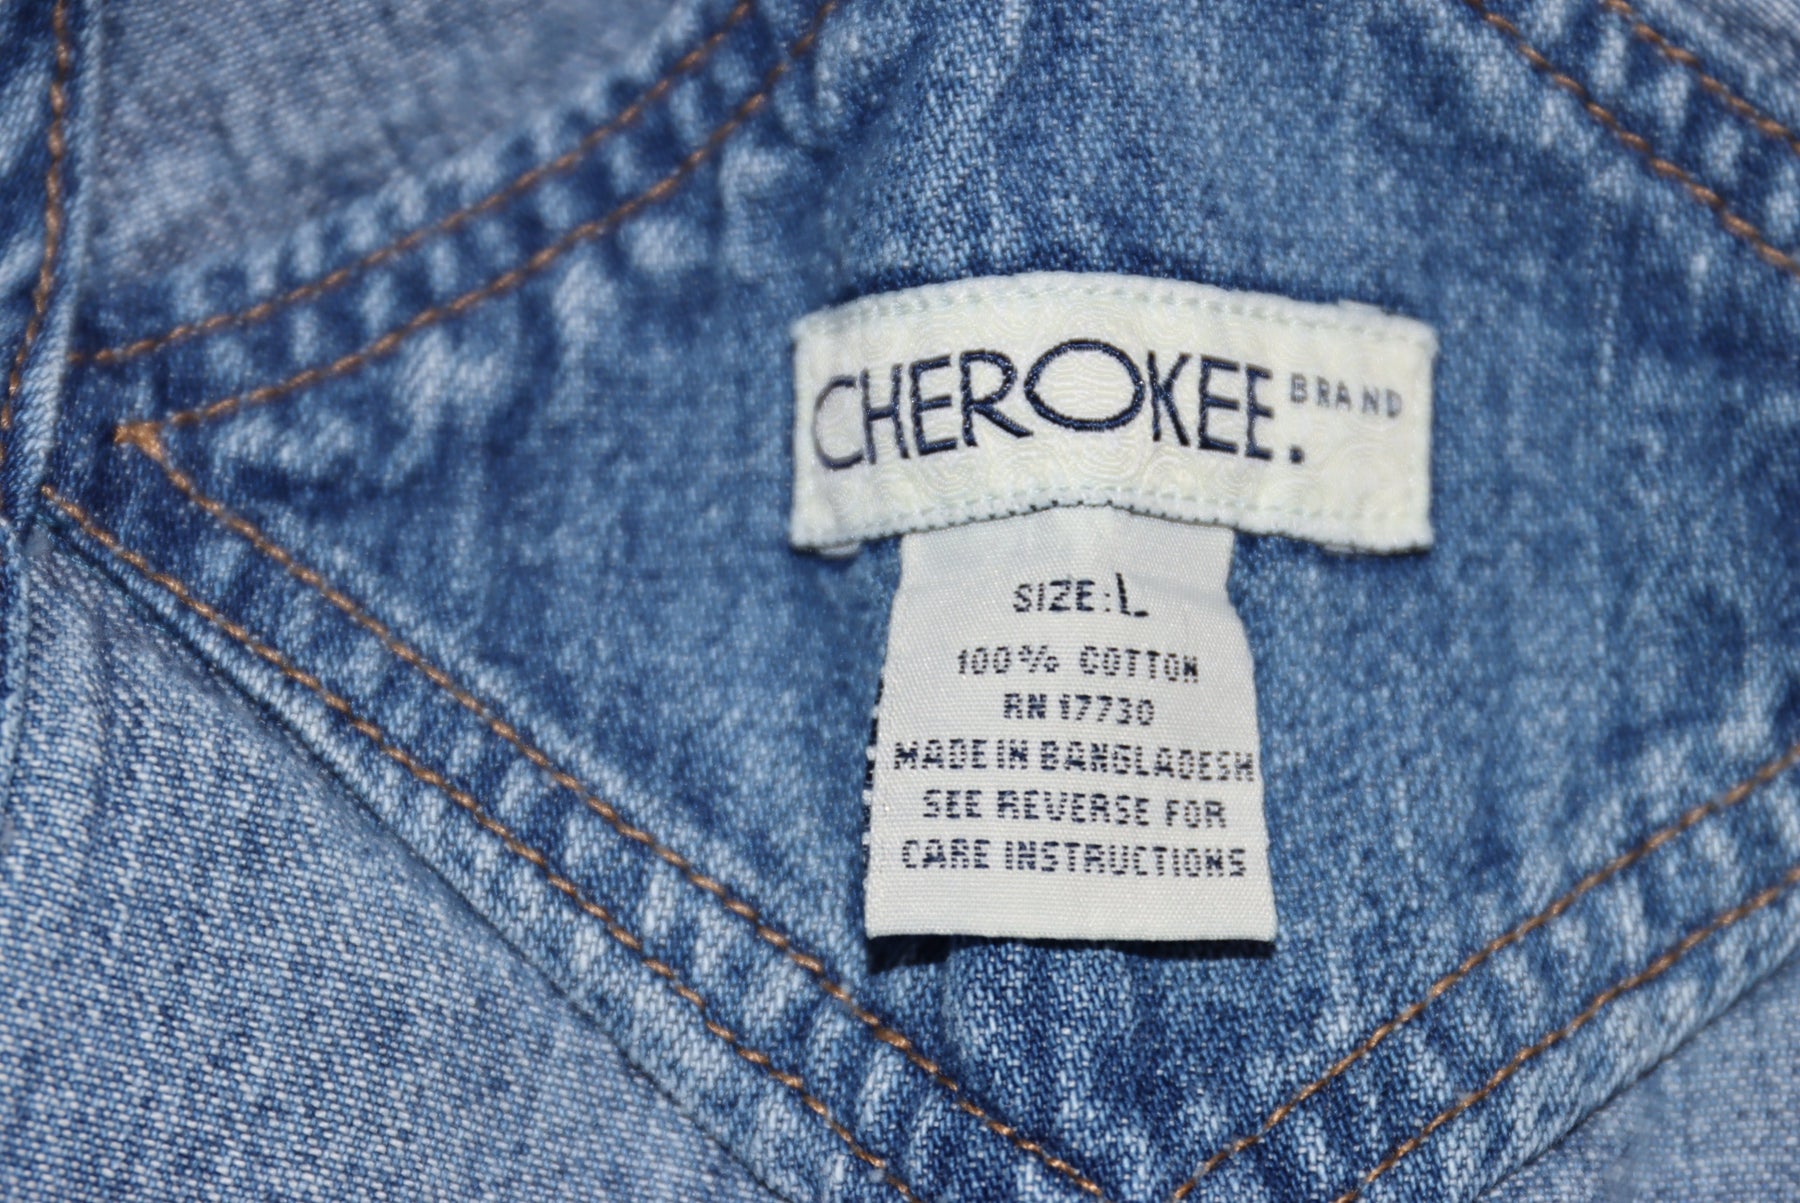 CHEROKEE. BRAND
SIZE: L
100% COTTON
RN 17730
MADE IN BANGLADESH
SEE REVERSE FOR
CARE INSTRUCTIONS